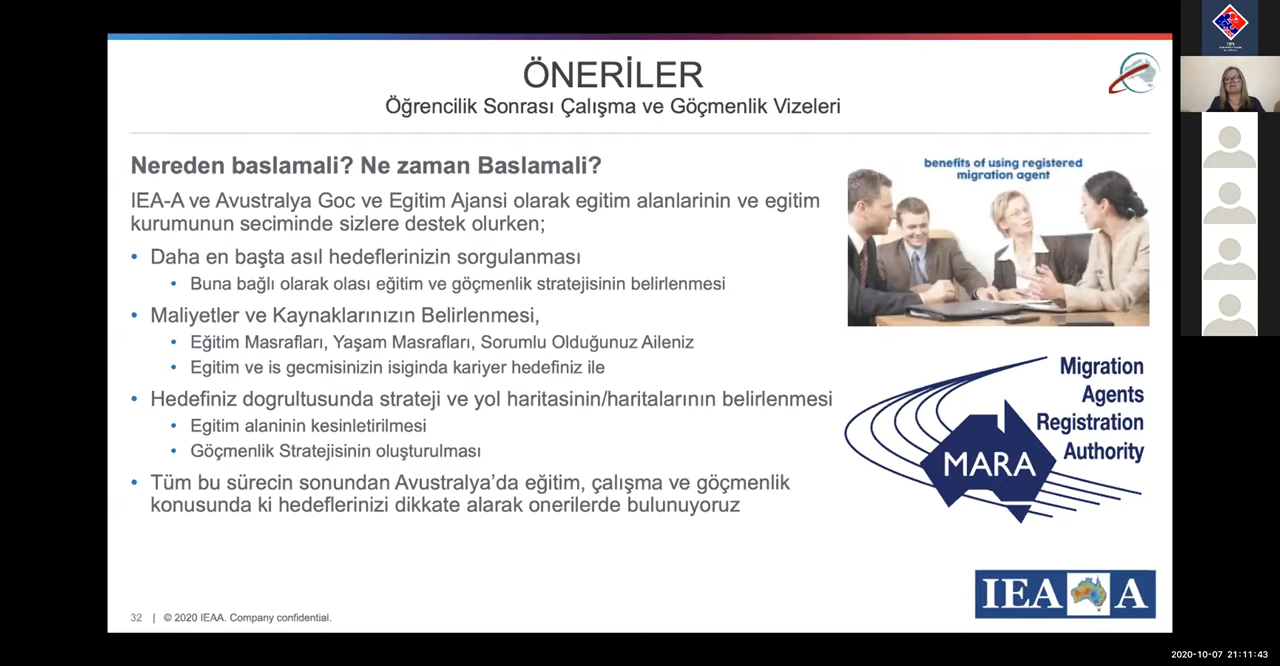 ÖNERİLER
Öğrencilik Sonrası Çalışma ve Göçmenlik Vizeleri
Nereden baslamali? Ne zaman Baslamali?
IEA-A ve Avustralya Goc ve Egitim Ajansi olarak egitim alanlarinin ve egitim
kurumunun seciminde sizlere destek olurken;
• Daha en başta asıl hedeflerinizin sorgulanması
• Buna bağlı olarak olası eğitim ve göçmenlik stratejisinin belirlenmesi
• Maliyetler ve Kaynaklarınızın Belirlenmesi,
• Eğitim Masrafları, Yaşam Masrafları, Sorumlu Olduğunuz Aileniz
• Egitim ve is gecmisinizin isiginda kariyer hedefiniz ile
• Hedefiniz dogrultusunda strateji ve yol haritasinin/haritalarının belirlenmesi
• Egitim alaninin kesinletirilmesi
• Göçmenlik Stratejisinin oluşturulması
• Tüm bu sürecin sonundan Avustralya'da eğitim, çalışma ve göçmenlik
konusunda ki hedeflerinizi dikkate alarak onerilerde bulunuyoruz
benefits of using registered
migration agent
Migration
Agents
Registration
Authority
MARA
IEA A
32 | © 2020 IEAA. Company confidential.
2020-10-07 21:11:43